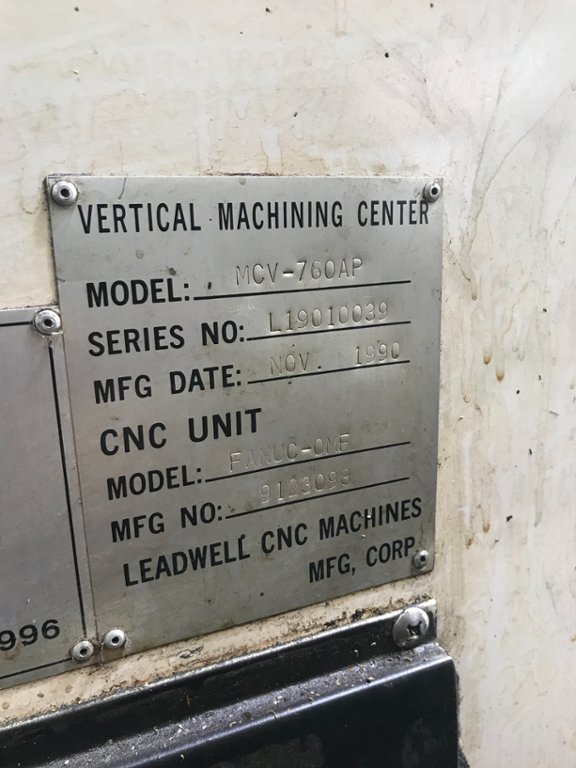 VERTICAL MACHINING CENTER
MODEL: MCV-760AP
SERIES NO: L19010039
MFG DATE: NOV. 1990
CNC UNIT
MODEL: FANUC-OMF
MFG NO: 9123098
LEADWELL CNC MACHINES
MFG, CORP.
996